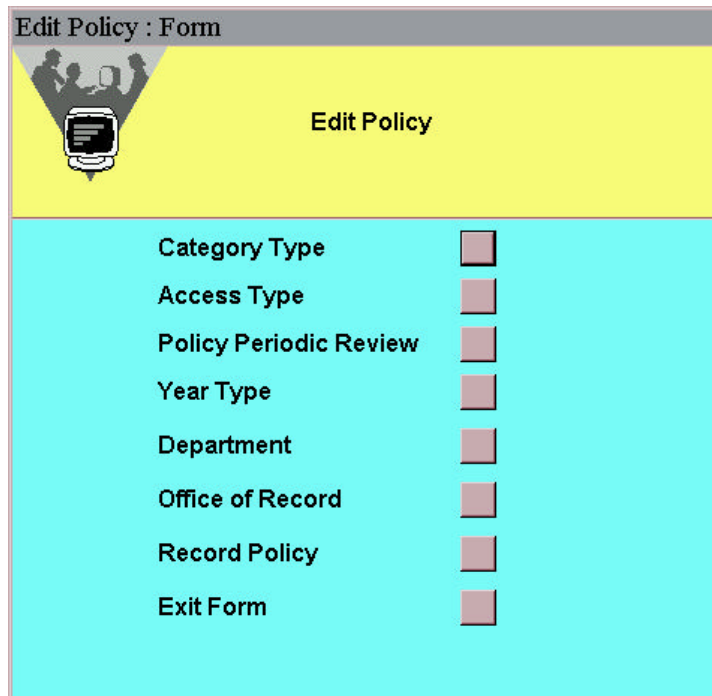 Edit Policy : Form
Edit Policy
Category Type
Access Type
Policy Periodic Review
Year Type
Department
Office of Record
Record Policy
Exit Form